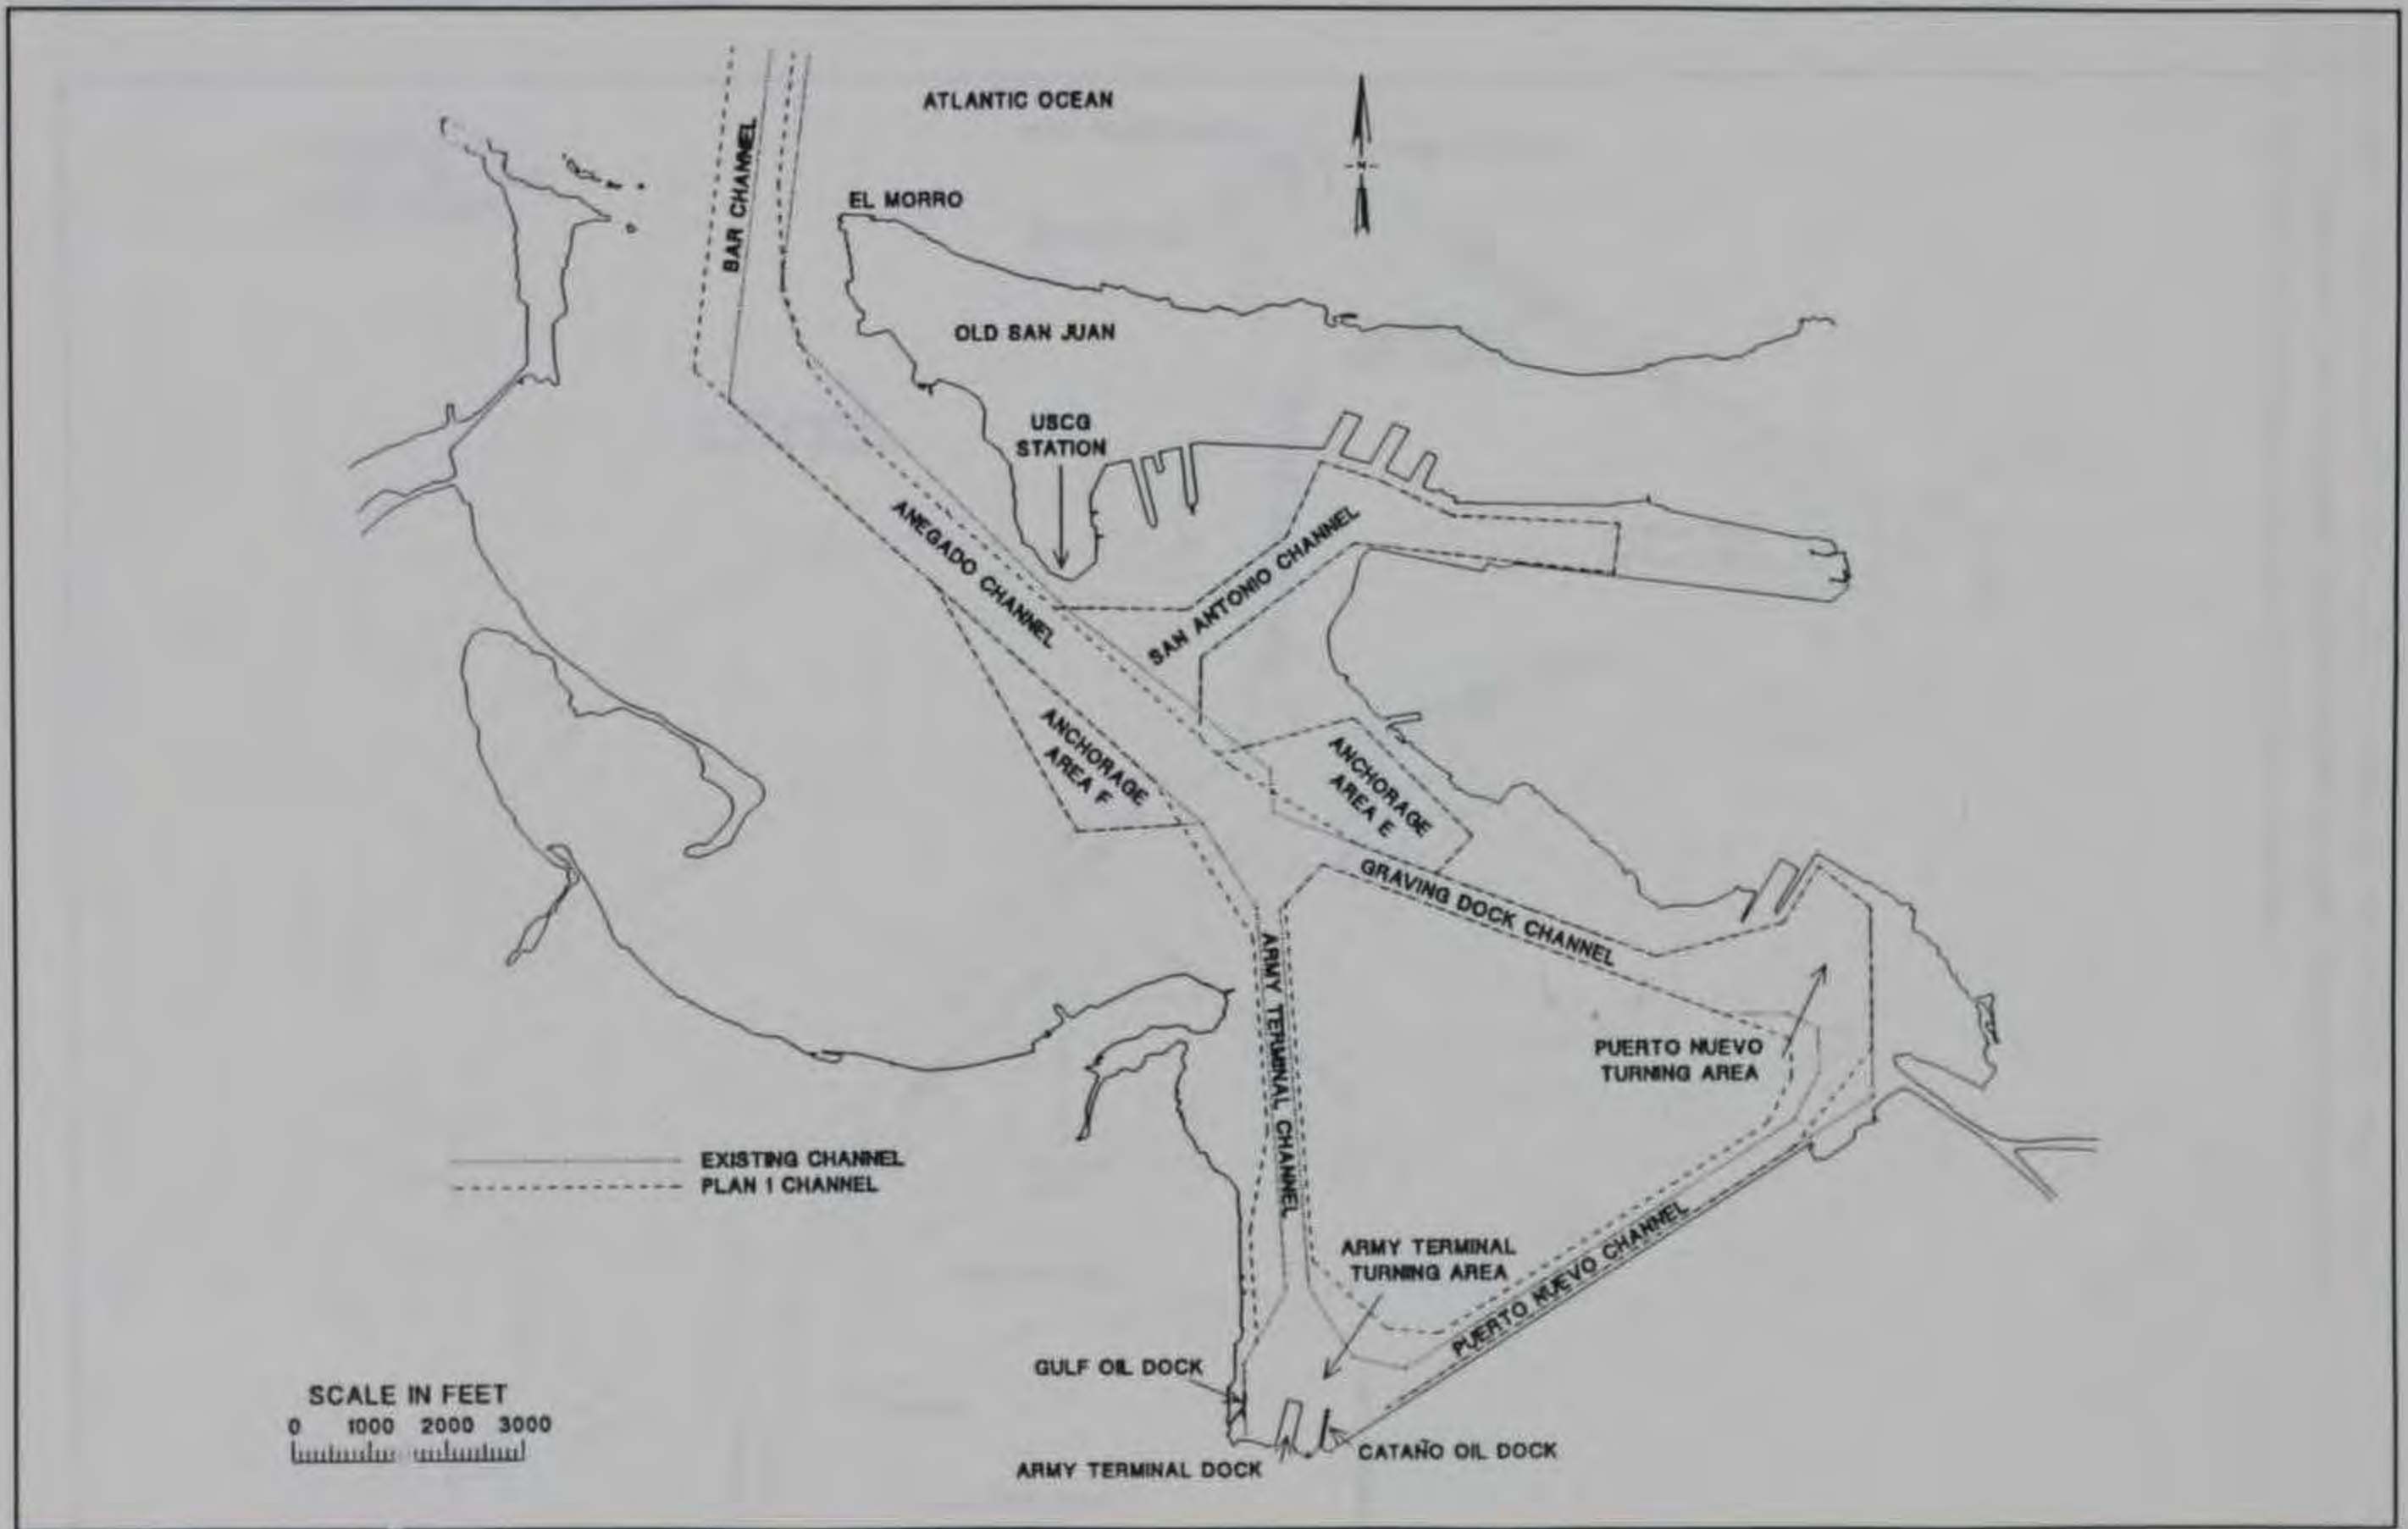 ATLANTIC OCEAN
BAR CHANNEL
N
EL MORRO
OLD SAN JUAN
USCG
STATION
ANEGADO CHANNEL
SAN ANTONIO CHANNEL
ANCHORAGE
AREA F
ANCHORAGE
AREA E
GRAVING DOCK CHANNEL
ARMY TERMINAL CHANNEL
PUERTO NUEVO
TURNING AREA
EXISTING CHANNEL
PLAN 1 CHANNEL
ARMY TERMINAL
TURNING AREA
PUERTO NUEVO CHANNEL
GULF OIL DOCK
SCALE IN FEET
0 1000 2000 3000
CATAÑO OIL DOCK
ARMY TERMINAL DOCK